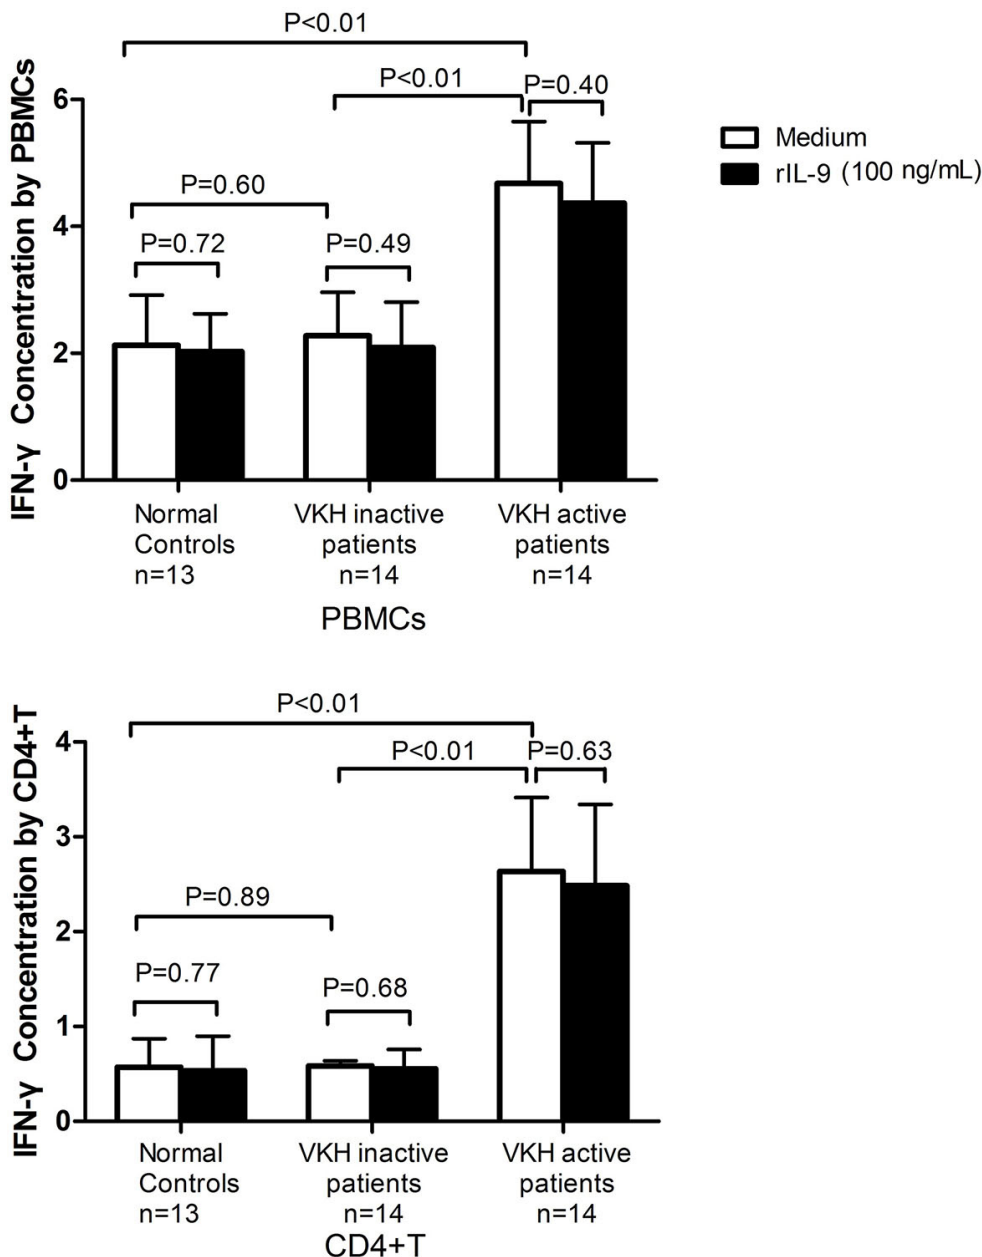 P<0.01
P<0.01
P=0.40
P=0.60
P=0.72
P=0.49
6
4
2
0
IFN-γ Concentration by PBMCs
Medium
rIL-9 (100 ng/mL)
Normal
Controls
n=13
VKH inactive
patients
n=14
VKH active
patients
n=14
PBMCs
P<0.01
P<0.01
P=0.63
P=0.89
P=0.77
P=0.68
4
3
2
1
0
IFN-γ Concentration by CD4+T
Normal
Controls
n=13
VKH inactive
patients
n=14
VKH active
patients
n=14
CD4+T